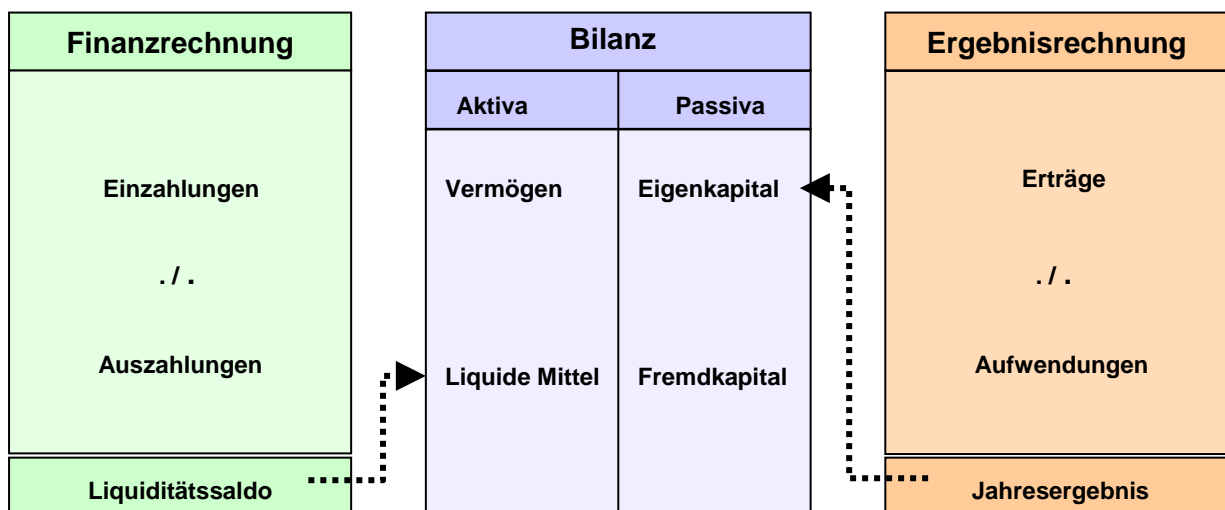 Finanzrechnung
Einzahlungen
. / .
Auszahlungen
Liquiditätssaldo
Bilanz
Aktiva Passiva
Vermögen Eigenkapital
Liquide Mittel Fremdkapital
Ergebnisrechnung
Erträge
. / .
Aufwendungen
Jahresergebnis